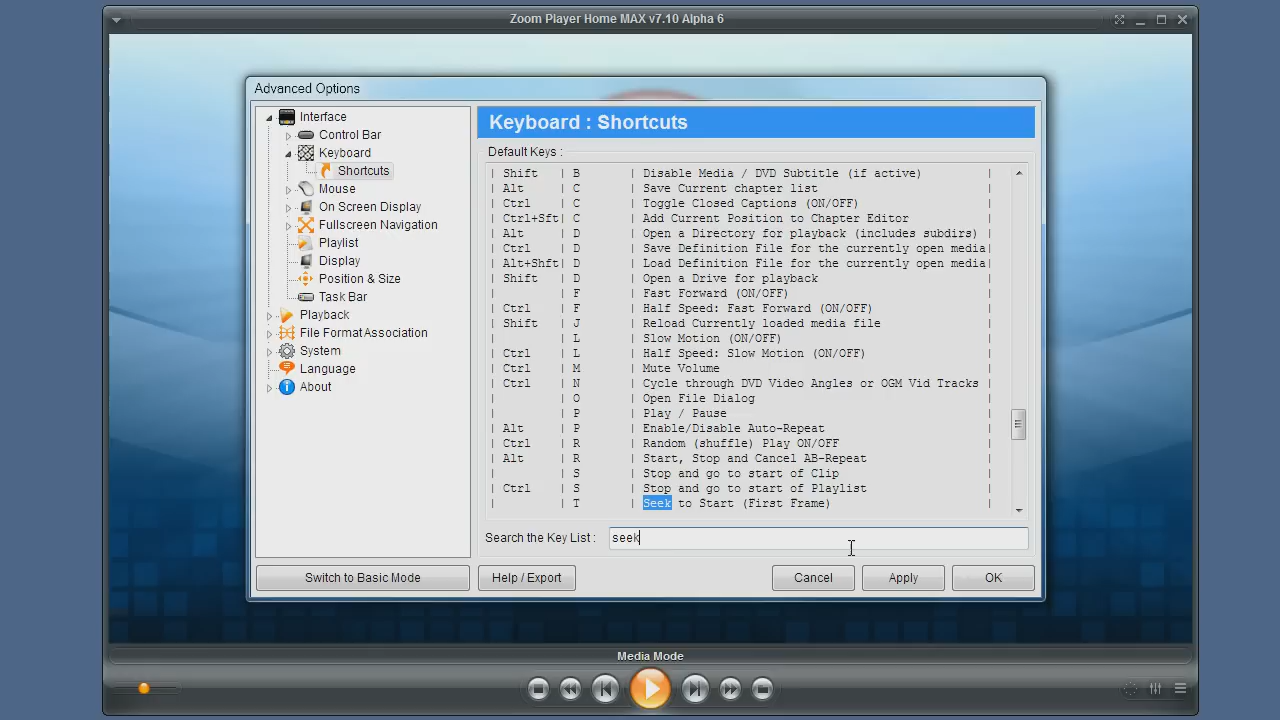 Zoom Player Home MAX v7.10 Alpha 6
Advanced Options
Interface
Control Bar
Keyboard
Shortcuts
Mouse
On Screen Display
Fullscreen Navigation
Playlist
Display
Position & Size
Task Bar
Playback
File Format Association
System
Language
About
Switch to Basic Mode
Keyboard : Shortcuts
Default Keys :
| Shift | B | Disable Media / DVD Subtitle (if active) |
| Alt | C | Save Current chapter list |
| Ctrl | C | Toggle Closed Captions (ON/OFF) |
| Ctrl+Sft| C | Add Current Position to Chapter Editor |
| Alt | D | Open a Directory for playback (includes subdirs) |
| Ctrl | D | Save Definition File for the currently open media|
| Alt+Shft| D | Load Definition File for the currently open media|
| Shift | D | Open a Drive for playback |
| | F | Fast Forward (ON/OFF) |
| Ctrl | F | Half Speed: Fast Forward (ON/OFF) |
| Shift | J | Reload Currently loaded media file |
| | L | Slow Motion (ON/OFF) |
| Ctrl | L | Half Speed: Slow Motion (ON/OFF) |
| Ctrl | M | Mute Volume |
| Ctrl | N | Cycle through DVD Video Angles or OGM Vid Tracks |
| | O | Open File Dialog |
| | P | Play / Pause |
| Alt | P | Enable/Disable Auto-Repeat |
| Ctrl | R | Random (shuffle) Play ON/OFF |
| Alt | R | Start, Stop and Cancel AB-Repeat |
| | S | Stop and go to start of Clip |
| Ctrl | S | Stop and go to start of Playlist |
| | T | Seek to Start (First Frame) |
Search the Key List : seek
Help / Export
Cancel
Apply
OK
Media Mode